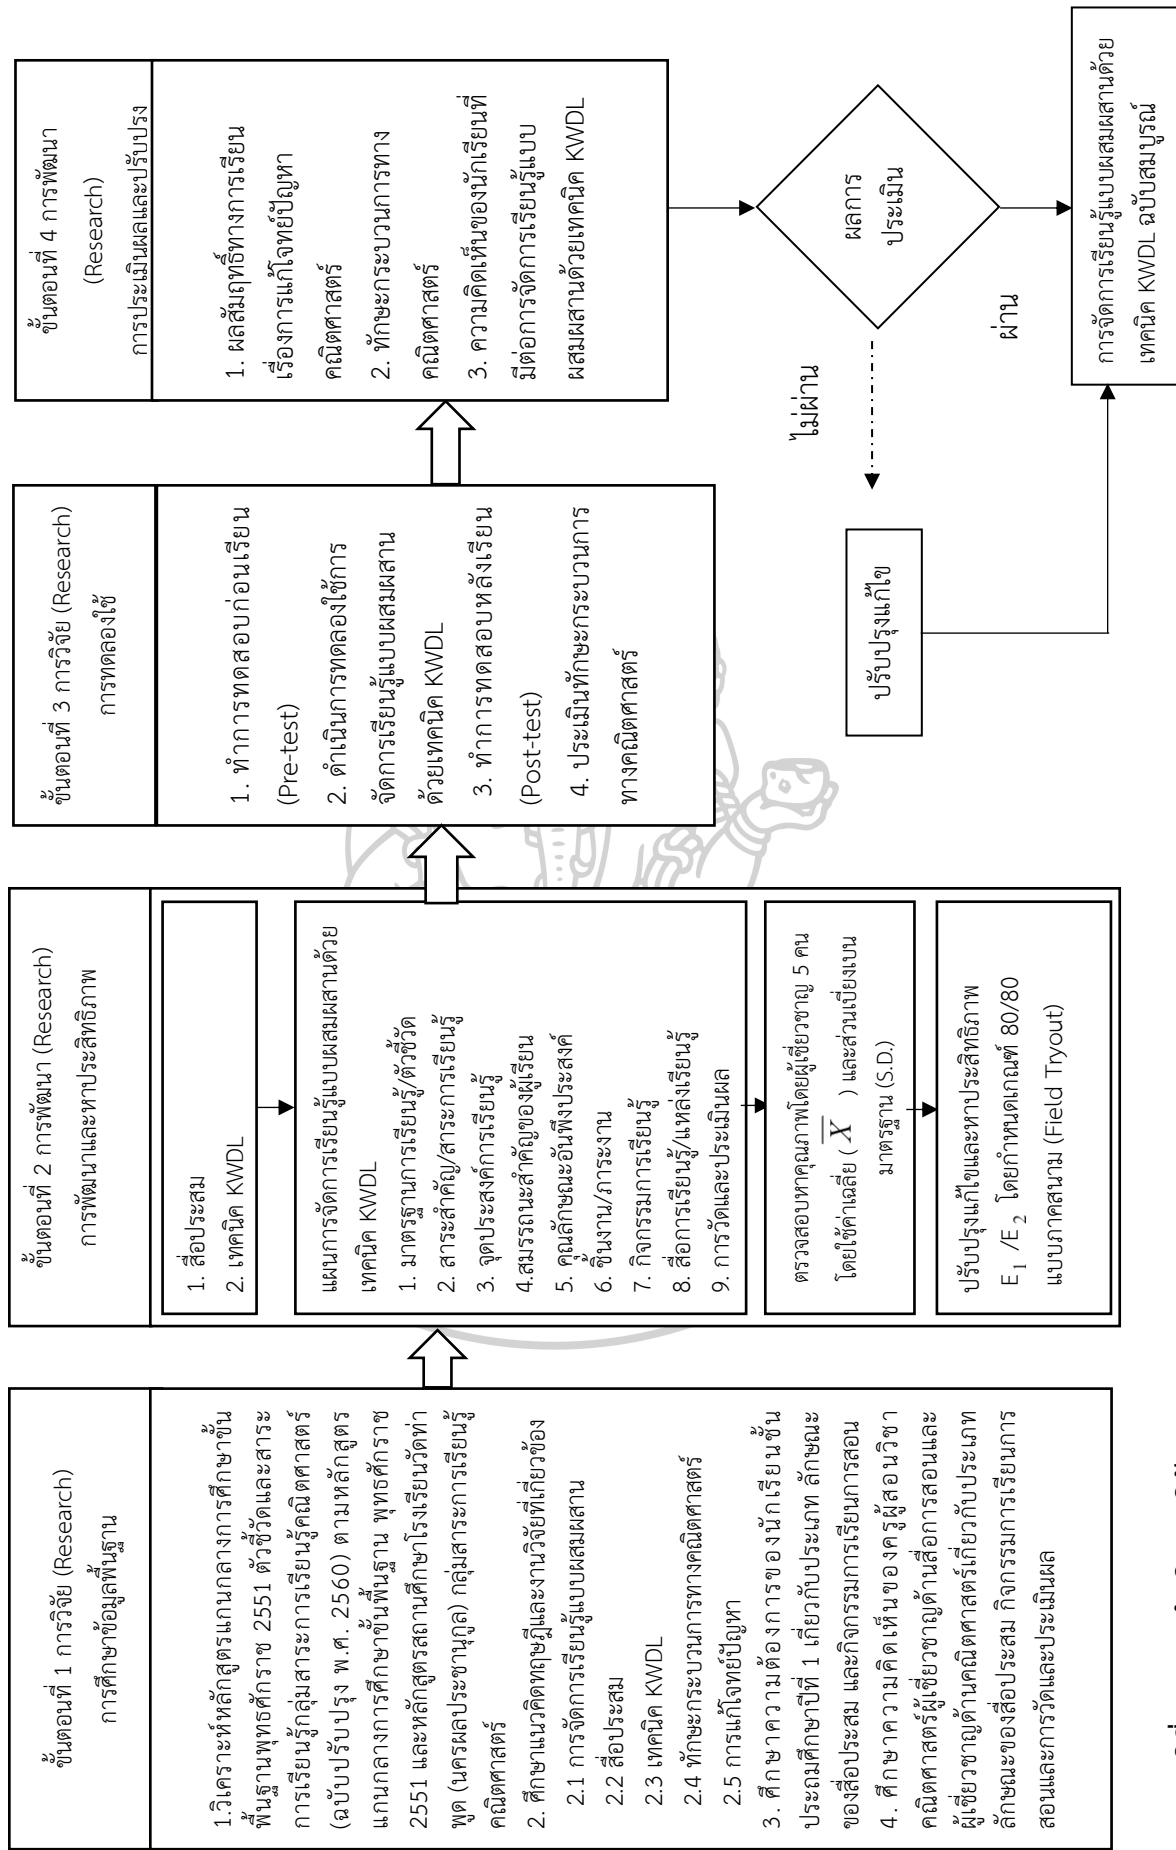 ขั้นตอนที่ 1 การวิจัย (Research)
การศึกษาข้อมูลพื้นฐาน
1.วิเคราะห์หลักสูตรแกนกลางการศึกษาขั้น
พื้นฐานพุทธศักราช 2551 ตัวชี้วัดและสาระ
การเรียนรู้กลุ่มสาระการเรียนรู้คณิตศาสตร์
(ฉบับปรับปรุง พ.ศ. 2560) ตามหลักสูตร
แกนกลางการศึกษาขั้นพื้นฐาน พุทธศักราช
2551 และหลักสูตรสถานศึกษาโรงเรียนวัดท่า
พูด (นครผลประชานุกูล) กลุ่มสาระการเรียนรู้
คณิตศาสตร์
2. ศึกษาแนวคิดทฤษฎีและงานวิจัยที่เกี่ยวข้อง
2.1 การจัดการเรียนรู้แบบผสมผสาน
2.2 สื่อประสม
2.3 เทคนิค KWDL
2.4 ทักษะกระบวนการทางคณิตศาสตร์
2.5 การแก้โจทย์ปัญหา
3. ศึกษาความต้องการของนักเรียนชั้น
ประถมศึกษาปีที่ 1 เกี่ยวกับประเภท ลักษณะ
ของสื่อประสม และกิจกรรมการเรียนการสอน
4. ศึกษาความคิดเห็นของครูผู้สอนวิชา
คณิตศาสตร์ผู้เชี่ยวชาญด้านสื่อการสอนและ
ผู้เชี่ยวชาญด้านคณิตศาสตร์เกี่ยวกับประเภท
ลักษณะของสื่อประสม กิจกรรมการเรียนการ
สอนและการวัดและประเมินผล
ขั้นตอนที่ 2 การพัฒนา (Research)
การพัฒนาและหาประสิทธิภาพ
1. สื่อประสม
2. เทคนิค KWDL
แผนการจัดการเรียนรู้แบบผสมผสานด้วย
เทคนิค KWDL
1. มาตรฐานการเรียนรู้/ตัวชี้วัด
2. สาระสำคัญ/สาระการเรียนรู้
3. จุดประสงค์การเรียนรู้
4.สมรรถนะสำคัญของผู้เรียน
5. คุณลักษณะอันพึงประสงค์
6. ชิ้นงาน/ภาระงาน
7. กิจกรรมการเรียนรู้
8. สื่อการเรียนรู้/แหล่งเรียนรู้
9. การวัดและประเมินผล
ตรวจสอบหาคุณภาพโดยผู้เชี่ยวชาญ 5 คน
โดยใช้ค่าเฉลี่ย ( X̅ ) และส่วนเบี่ยงเบน
มาตรฐาน (S.D.)
ปรับปรุงแก้ไขและหาประสิทธิภาพ
E₁ /E₂ โดยกำหนดเกณฑ์ 80/80
แบบภาคสนาม (Field Tryout)
ขั้นตอนที่ 3 การวิจัย (Research)
การทดลองใช้
1. ทำการทดสอบก่อนเรียน
(Pre-test)
2. ดำเนินการทดลองใช้การ
จัดการเรียนรู้แบบผสมผสาน
ด้วยเทคนิค KWDL
3. ทำการทดสอบหลังเรียน
(Post-test)
4. ประเมินทักษะกระบวนการ
ทางคณิตศาสตร์
ขั้นตอนที่ 4 การพัฒนา
(Research)
การประเมินผลและปรับปรุง
1. ผลสัมฤทธิ์ทางการเรียน
เรื่องการแก้โจทย์ปัญหา
คณิตศาสตร์
2. ทักษะกระบวนการทาง
คณิตศาสตร์
3. ความคิดเห็นของนักเรียนที่
มีต่อการจัดการเรียนรู้แบบ
ผสมผสานด้วยเทคนิค KWDL
ผลการ
ประเมิน
ไม่ผ่าน
ผ่าน
ปรับปรุงแก้ไข
การจัดการเรียนรู้แบบผสมผสานด้วย
เทคนิค KWDL ฉบับสมบูรณ์